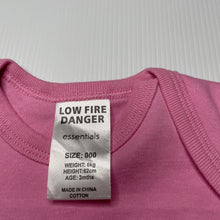 LOW FIRE
DANGER
essentials
SIZE: 000
WEIGHT: 6kg
HEIGHT: 62cm
AGE: 3mths
MADE IN CHINA
COTTON